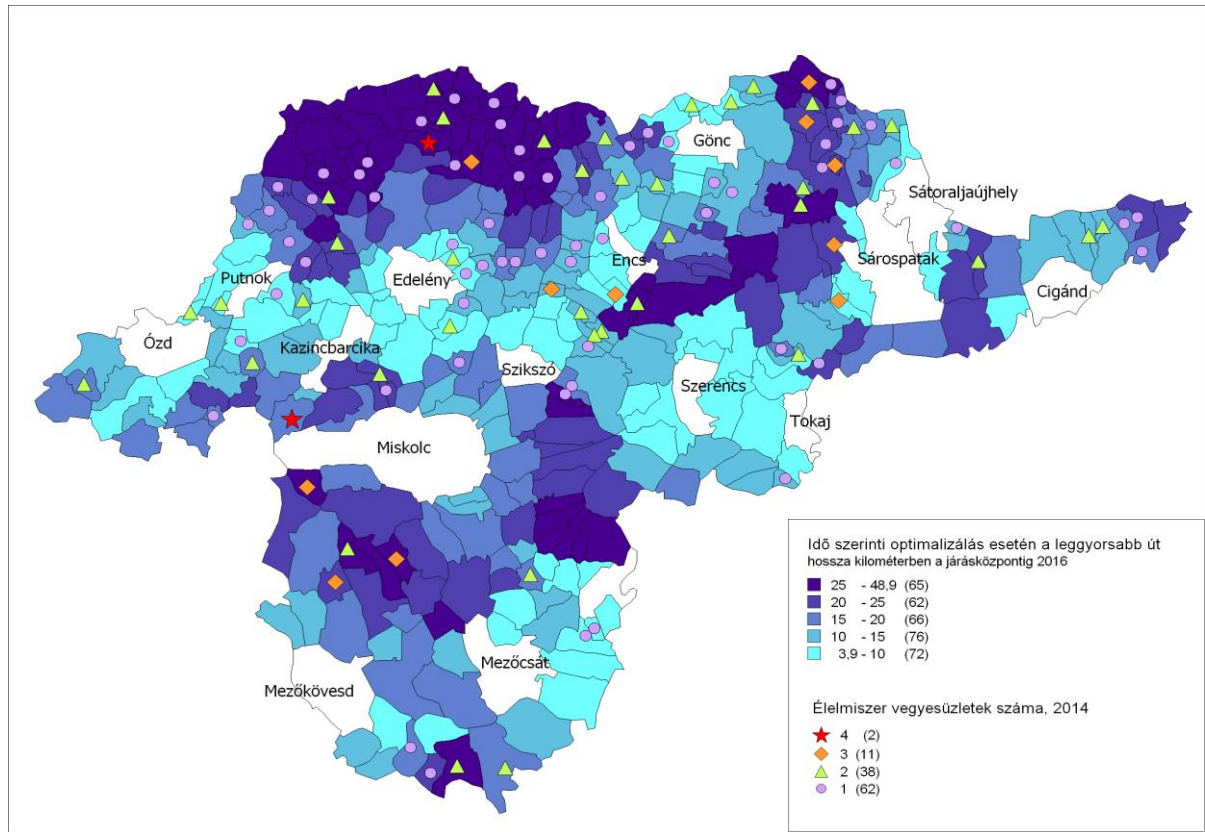 Gönc
Sátoraljaújhely
Encs
Sárospatak
Putnok
Edelény
Cigánd
Ózd
Kazincbarcika
Szikszó
Szerencs
Tokaj
Miskolc
Mezőcsát
Mezőkövesd
Idő szerinti optimalizálás esetén a leggyorsabb út
hossza kilométerben a járásközpontig 2016
25 - 48,9 (65)
20 - 25 (62)
15 - 20 (66)
10 - 15 (76)
3,9 - 10 (72)
Élelmiszer vegyesüzletek száma, 2014
4 (2)
3 (11)
2 (38)
1 (62)